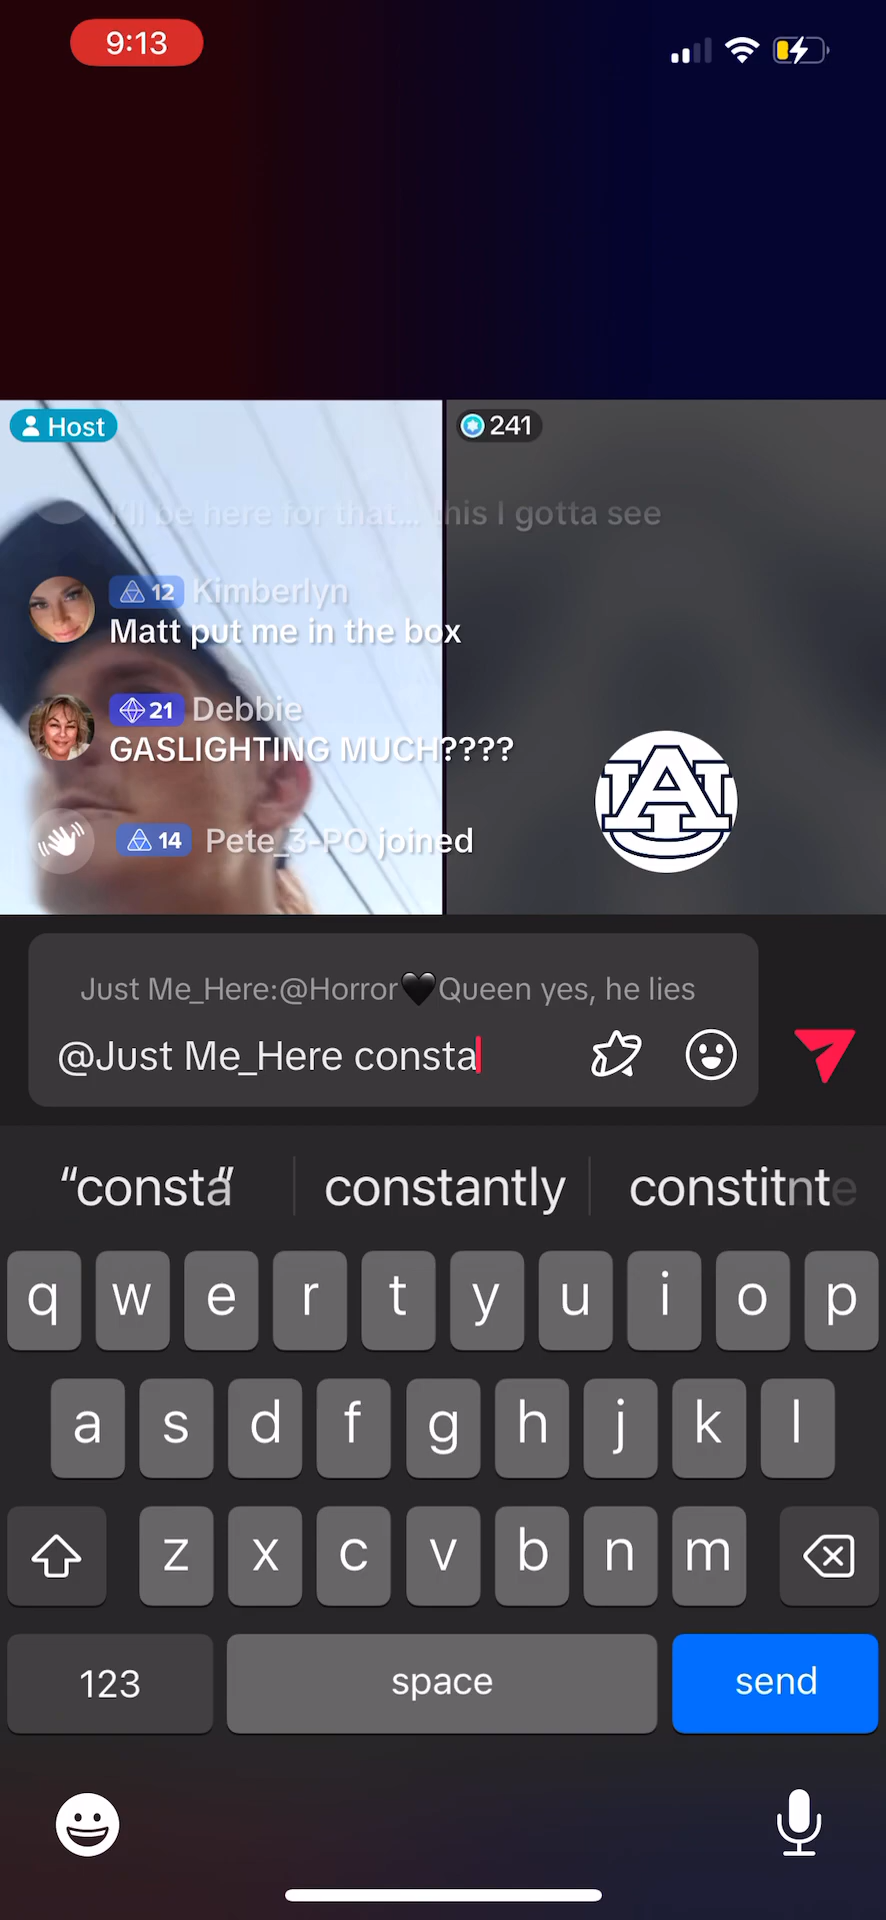 9:13
Host
241
I'll be here for that... this I gotta see
12 Kimberlyn
Matt put me in the box
21 Debbie
GASLIGHTING MUCH????
14 Pete_3-PO joined
AU
Just Me_Here:@Horror🖤Queen yes, he lies
@Just Me_Here consta
“consta” constantly
q w e r t y u i o p
a s d f g h j k l
z x c v b n m
123 space send